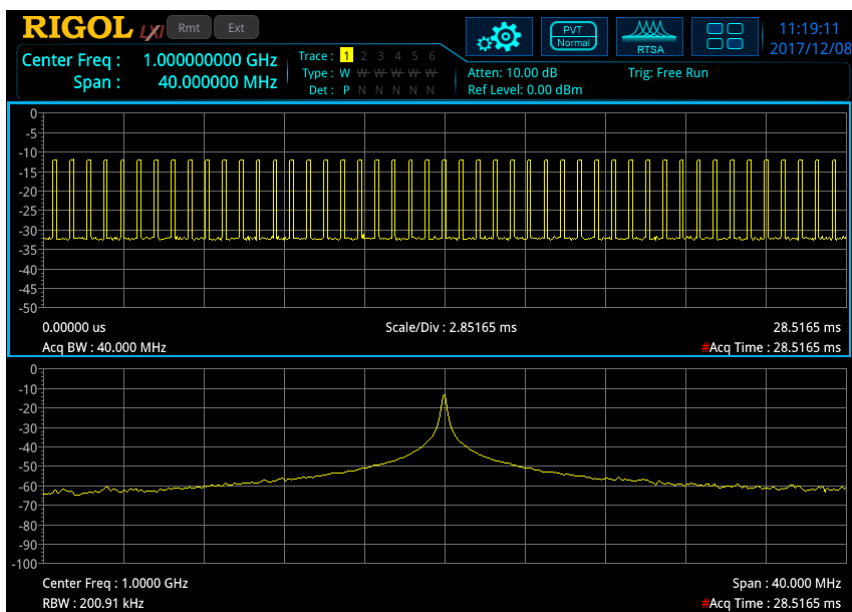 RIGOL LXI Rmt Ext
PVT
Normal
RTSA
11:19:11
2017/12/08
Center Freq : 1.000000000 GHz
Span : 40.000000 MHz
Trace : 1 2 3 4 5 6
Type : W W W W W W
Det : P N N N N N
Atten: 10.00 dB Trig: Free Run
Ref Level: 0.00 dBm
0
-5
-10
-15
-20
-25
-30
-35
-40
-45
-50
0.00000 us Scale/Div : 2.85165 ms 28.5165 ms
Acq BW : 40.000 MHz #Acq Time : 28.5165 ms
0
-10
-20
-30
-40
-50
-60
-70
-80
-90
-100
Center Freq : 1.0000 GHz Span : 40.000 MHz
RBW : 200.91 kHz #Acq Time : 28.5165 ms